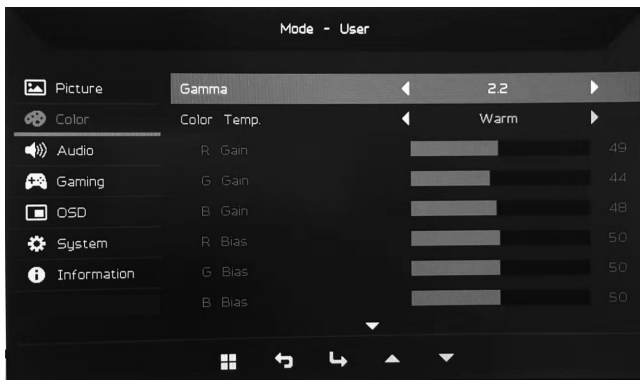 Mode - User
Picture
Gamma 2.2
Color
Color Temp. Warm
Audio
R Gain 49
Gaming
G Gain 44
OSD
B Gain 48
System
R Bias 50
Information
G Bias 50
B Bias 50